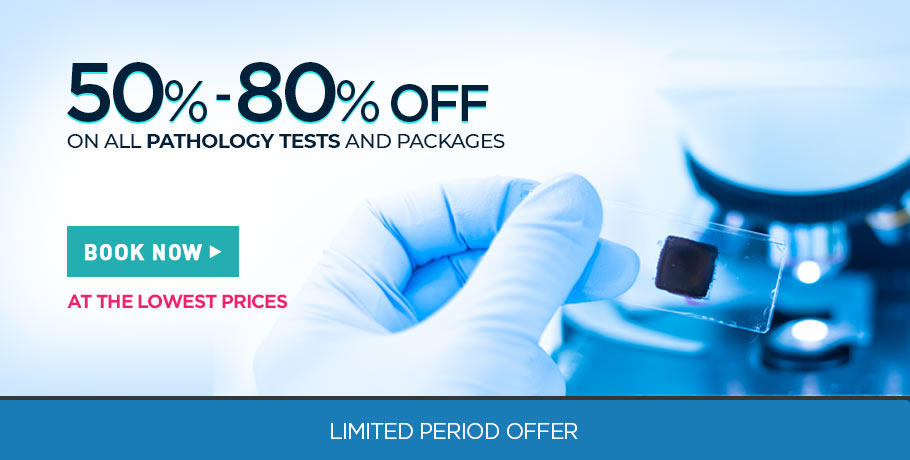 50%-80% OFF
ON ALL PATHOLOGY TESTS AND PACKAGES
BOOK NOW ▶
AT THE LOWEST PRICES
LIMITED PERIOD OFFER